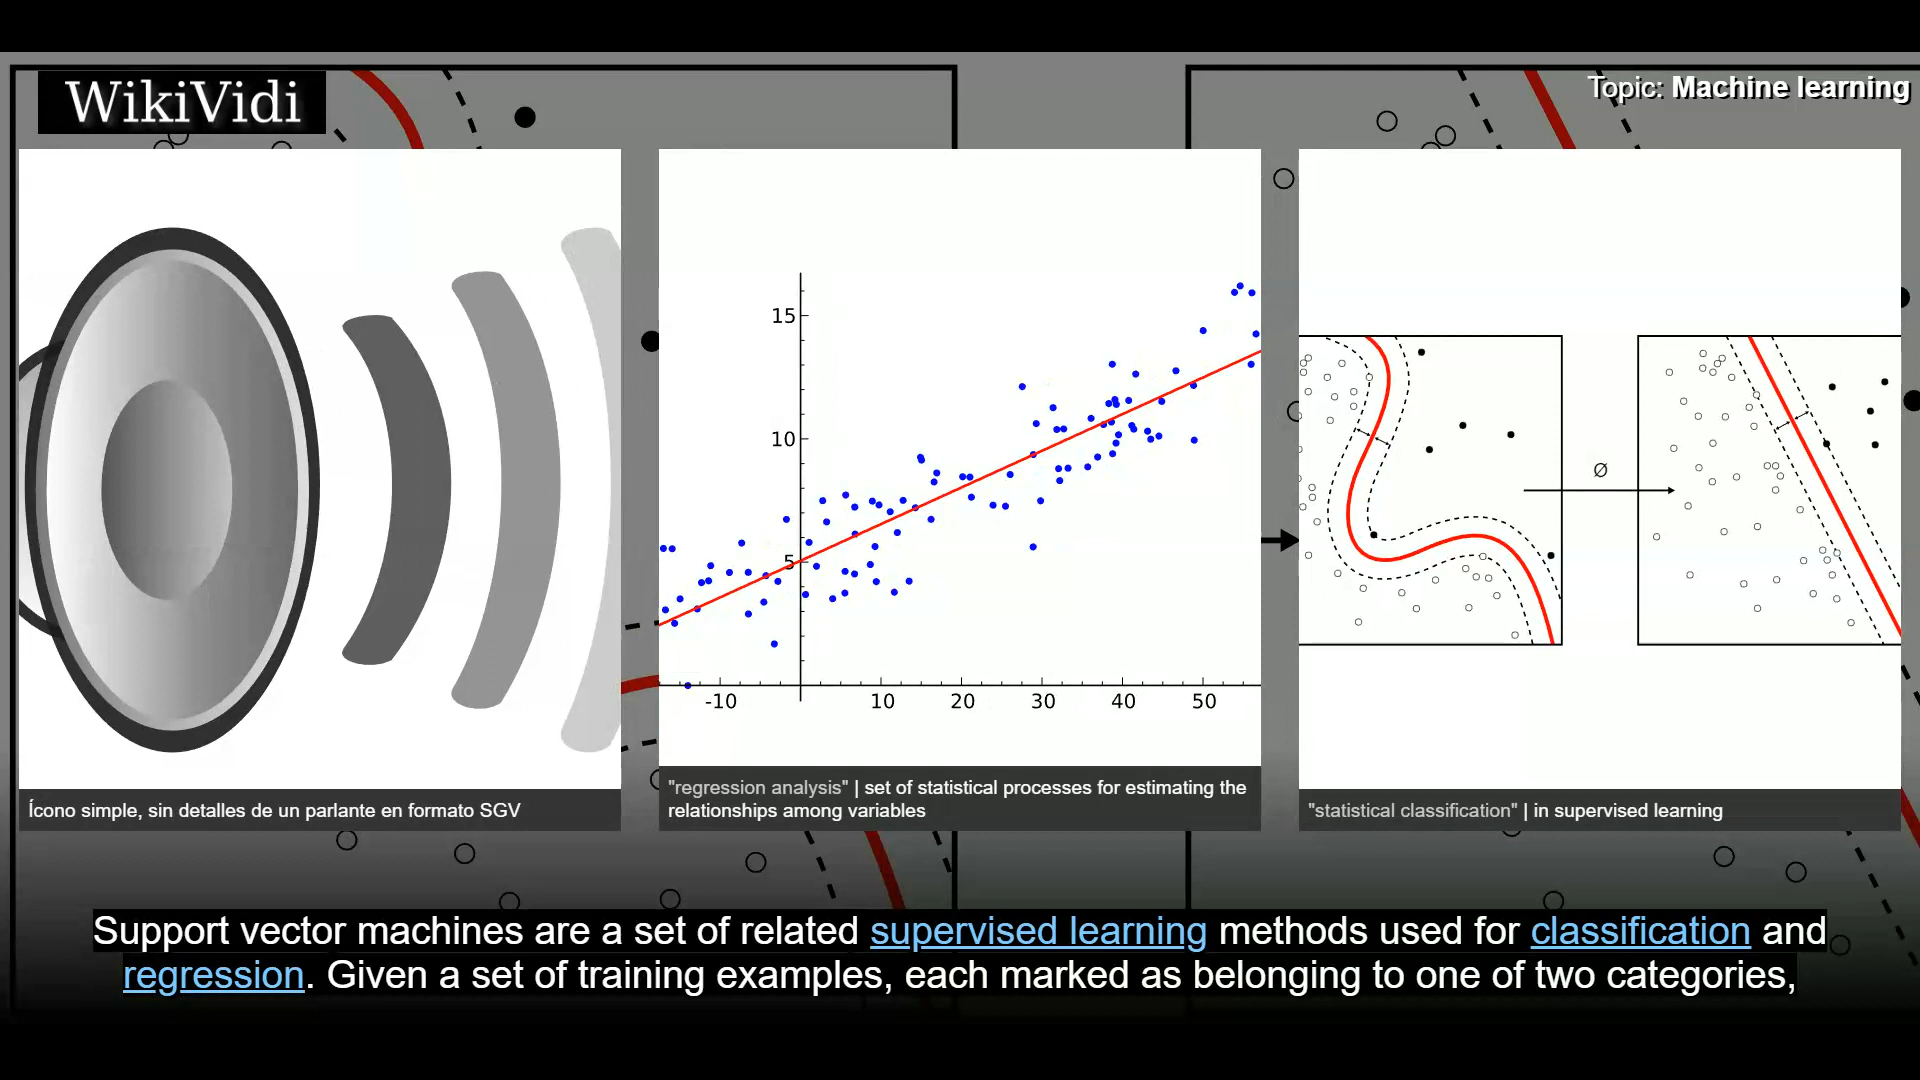 WikiVidi
Topic: Machine learning
15
10
5
-10
10
20
30
40
50
Ø
Ícono simple, sin detalles de un parlante en formato SGV
"regression analysis" | set of statistical processes for estimating the
relationships among variables
"statistical classification" | in supervised learning
Support vector machines are a set of related supervised learning methods used for classification and
regression. Given a set of training examples, each marked as belonging to one of two categories,